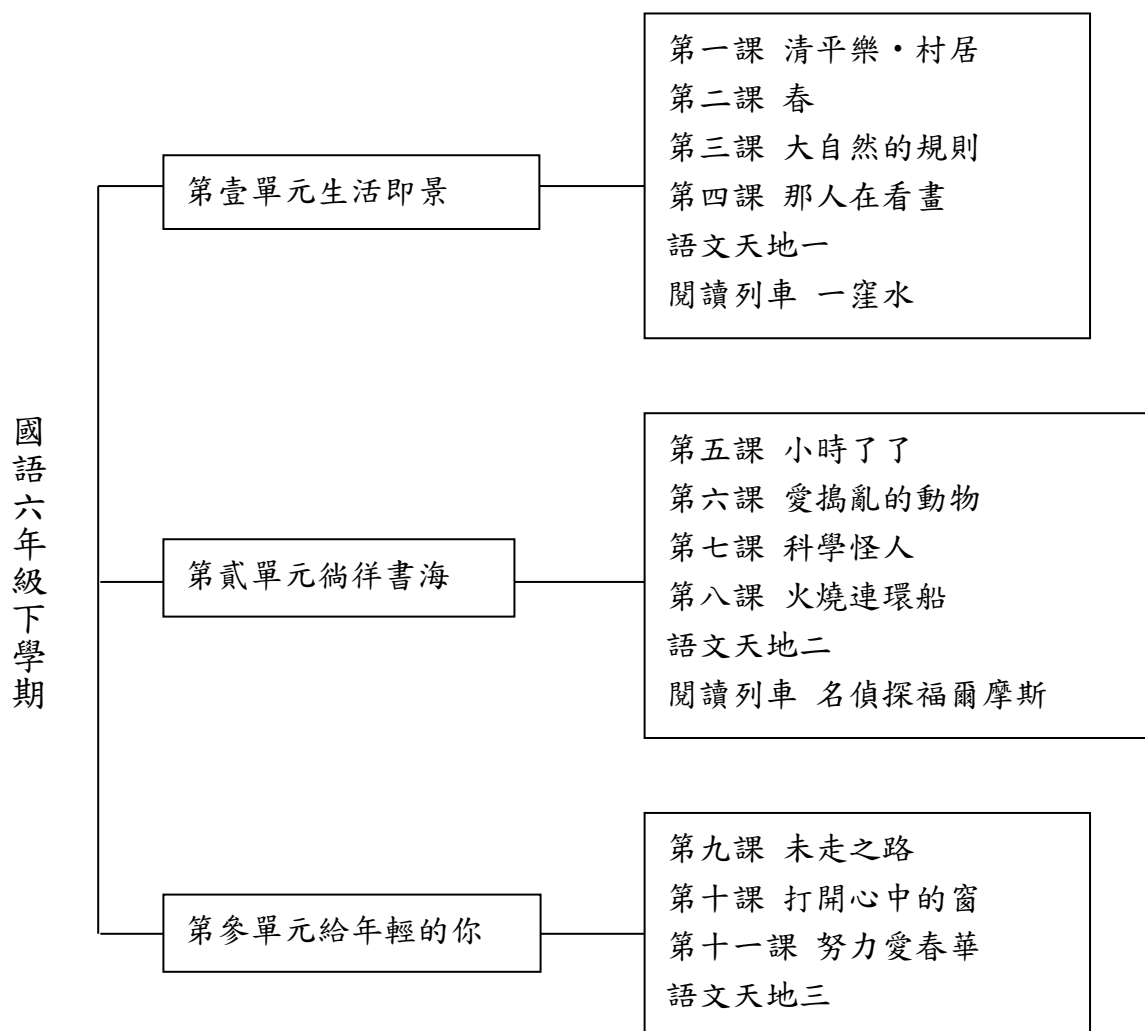 國語六年級下學期
第壹單元生活即景
第一課 清平樂·村居
第二課 春
第三課 大自然的規則
第四課 那人在看畫
語文天地一
閱讀列車 一窪水
第貳單元徜徉書海
第五課 小時了了
第六課 愛搗亂的動物
第七課 科學怪人
第八課 火燒連環船
語文天地二
閱讀列車 名偵探福爾摩斯
第參單元給年輕的你
第九課 未走之路
第十課 打開心中的窗
第十一課 努力愛春華
語文天地三